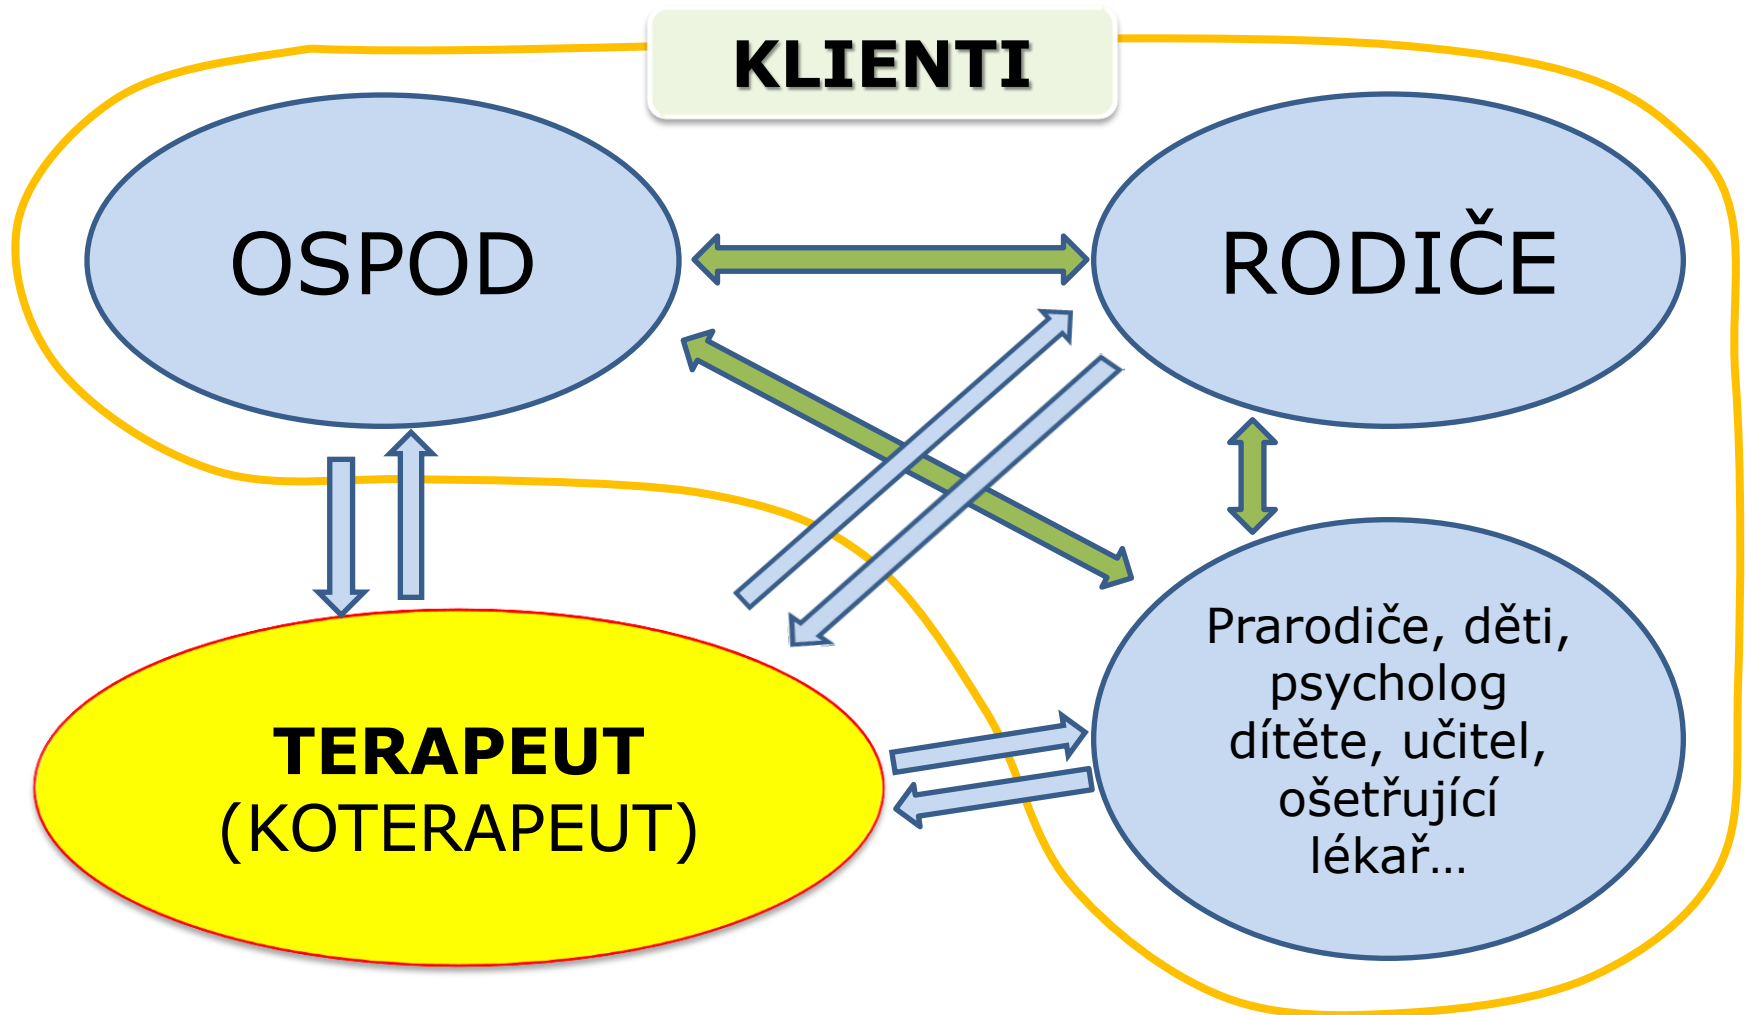 KLIENTI
OSPOD
RODIČE
TERAPEUT
(KOTERAPEUT)
Prarodiče, děti,
psycholog
dítěte, učitel,
ošetřující
lékař…